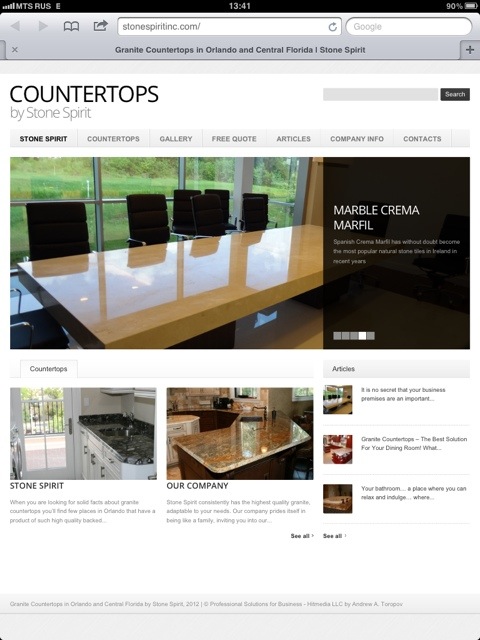 MTS RUS E 13:41 90%
stonespiritinc.com/ Google
Granite Countertops in Orlando and Central Florida | Stone Spirit
COUNTERTOPS
by Stone Spirit
Search
STONE SPIRIT COUNTERTOPS GALLERY FREE QUOTE ARTICLES COMPANY INFO CONTACTS
MARBLE CREMA
MARFIL
Spanish Crema Marfil has without doubt become
the most popular natural stone tiles in Ireland in
recent years
Countertops
STONE SPIRIT
When you are looking for solid facts about granite
countertops you'll find few places in Orlando that have a
product of such high quality backed...
OUR COMPANY
Stone Spirit consistently has the highest quality granite,
adaptable to your needs. Our company prides itself in
being like a family, inviting you into our...
See all ›
Articles
It is no secret that your business
premises are an important...
Granite Countertops – The Best Solution
For Your Dining Room! What...
Your bathroom... a place where you can
relax and indulge... where...
See all ›
Granite Countertops in Orlando and Central Florida by Stone Spirit, 2012 | © Professional Solutions for Business - Hitmedia LLC by Andrew A. Toropov